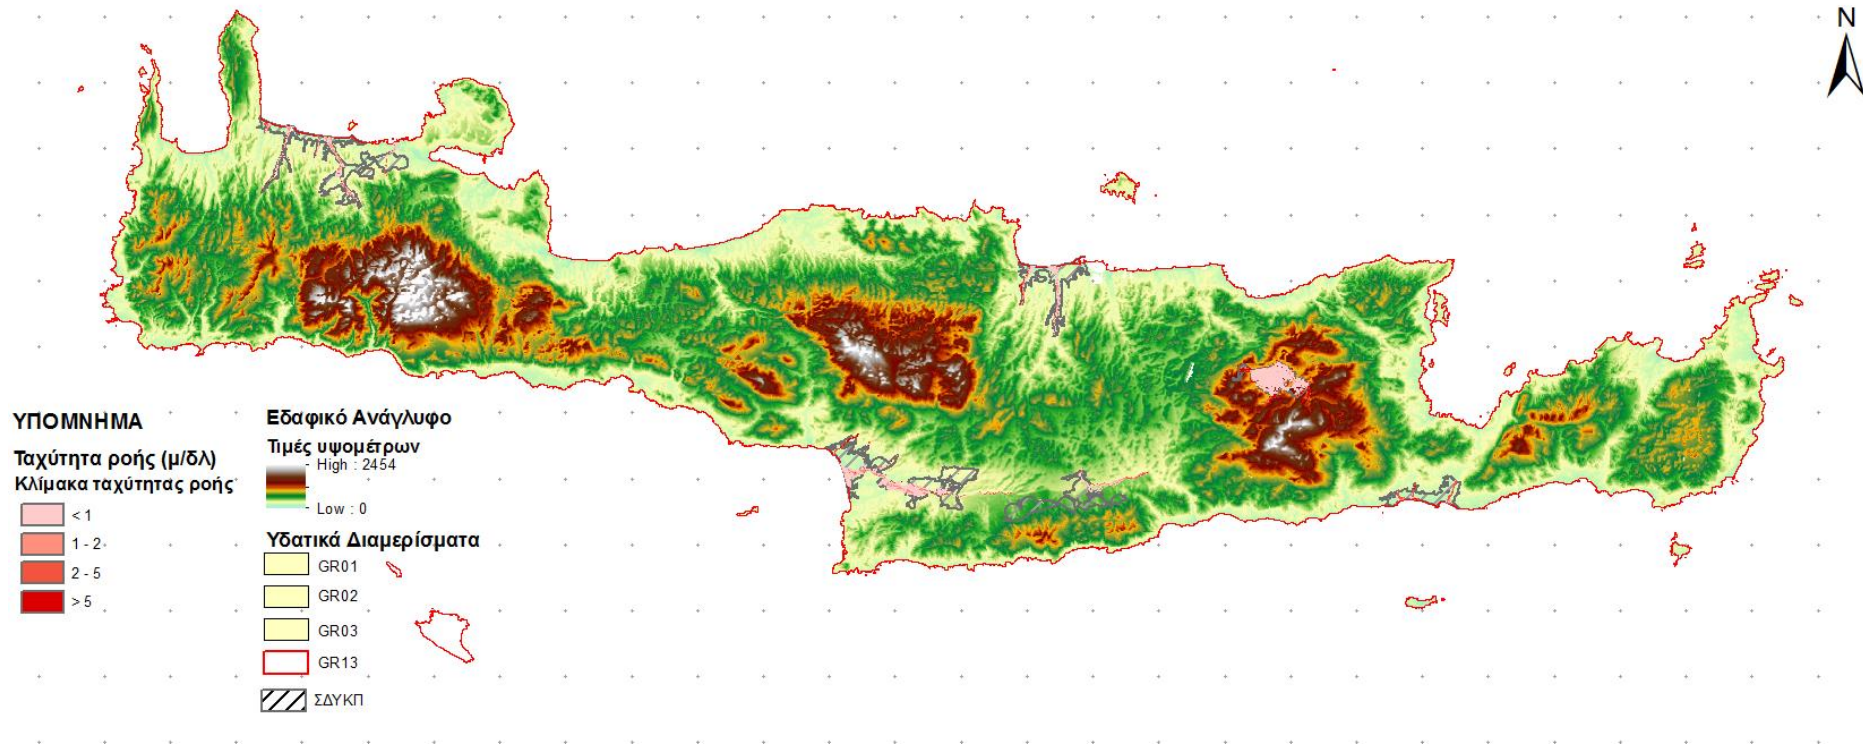 N
ΥΠΟΜΝΗΜΑ
Ταχύτητα ροής (μ/δλ)
Κλίμακα ταχύτητας ροής
< 1
1 - 2
2 - 5
> 5
Εδαφικό Ανάγλυφο
Τιμές υψομέτρων
High : 2454
Low : 0
Υδατικά Διαμερίσματα
GR01
GR02
GR03
GR13
ΣΔΥΚΠ